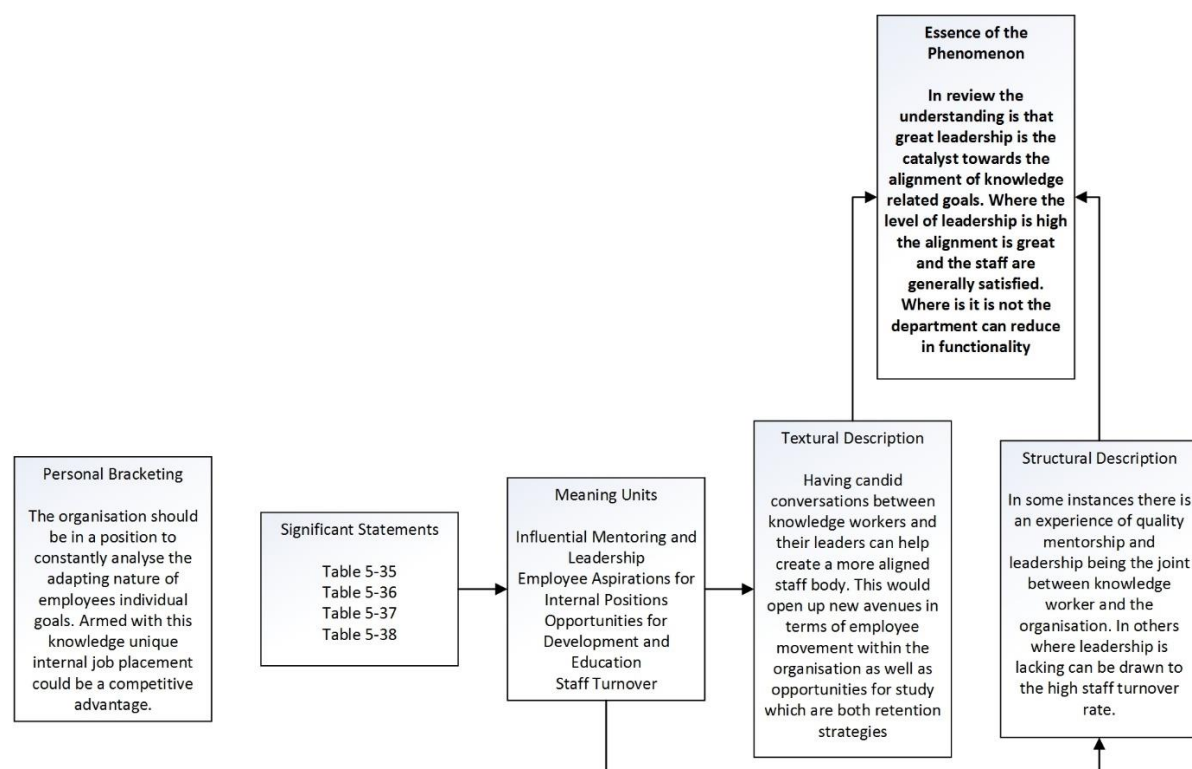 Essence of the
Phenomenon
In review the
understanding is that
great leadership is the
catalyst towards the
alignment of knowledge
related goals. Where the
level of leadership is high
the alignment is great
and the staff are
generally satisfied.
Where is it is not the
department can reduce
in functionality
Personal Bracketing
The organisation should
be in a position to
constantly analyse the
adapting nature of
employees individual
goals. Armed with this
knowledge unique
internal job placement
could be a competitive
advantage.
Significant Statements
Table 5-35
Table 5-36
Table 5-37
Table 5-38
Meaning Units
Influential Mentoring and
Leadership
Employee Aspirations for
Internal Positions
Opportunities for
Development and
Education
Staff Turnover
Textural Description
Having candid
conversations between
knowledge workers and
their leaders can help
create a more aligned
staff body. This would
open up new avenues in
terms of employee
movement within the
organisation as well as
opportunities for study
which are both retention
strategies
Structural Description
In some instances there is
an experience of quality
mentorship and
leadership being the joint
between knowledge
worker and the
organisation. In others
where leadership is
lacking can be drawn to
the high staff turnover
rate.